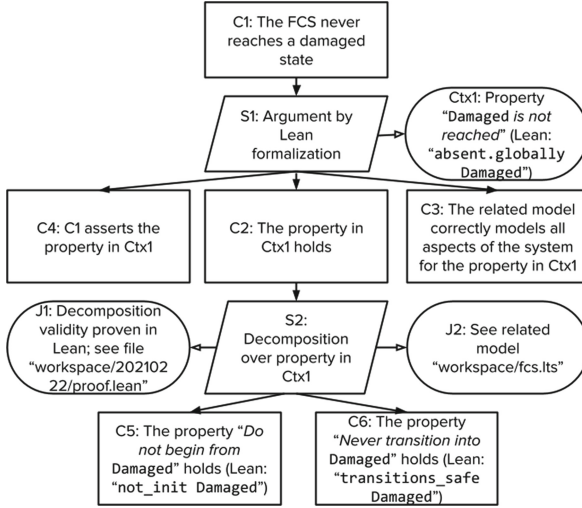 C1: The FCS never
reaches a damaged
state
S1: Argument by
Lean
formalization
Ctx1: Property
“Damaged is not
reached” (Lean:
“absent.globally
Damaged”)
C4: C1 asserts the
property in Ctx1
C2: The property in
Ctx1 holds
C3: The related model
correctly models all
aspects of the system
for the property in Ctx1
J1: Decomposition
validity proven in
Lean; see file
“workspace/202102
22/proof.lean”
S2:
Decomposition
over property in
Ctx1
J2: See related
model
“workspace/fcs.lts”
C5: The property “Do
not begin from
Damaged” holds (Lean:
“not_init Damaged”)
C6: The property
“Never transition into
Damaged” holds (Lean:
“transitions_safe
Damaged”)